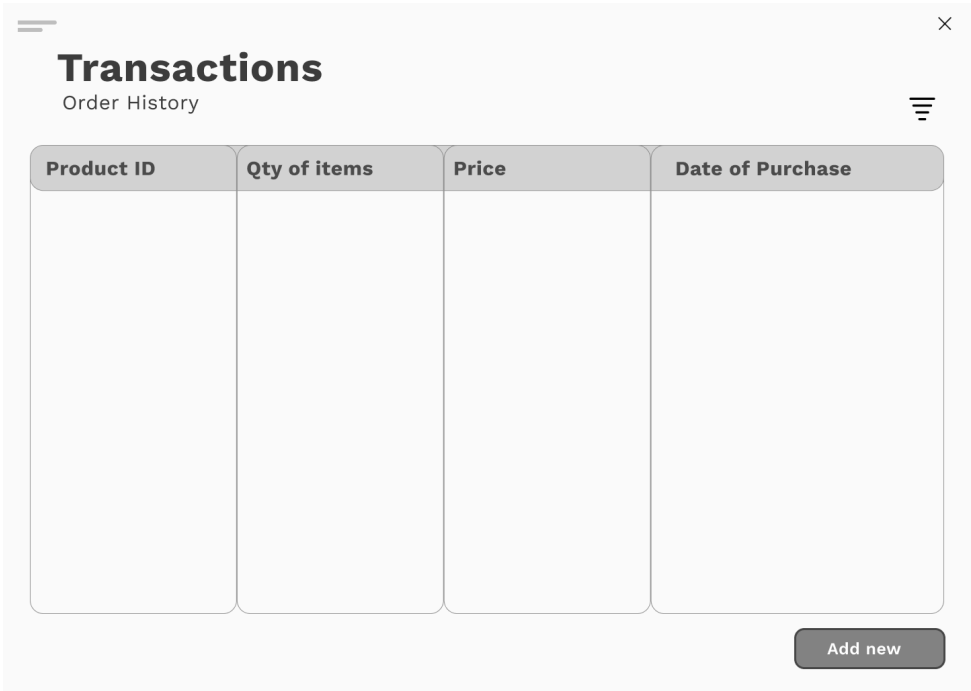 Transactions
Order History
Product ID Qty of items Price Date of Purchase
Add new